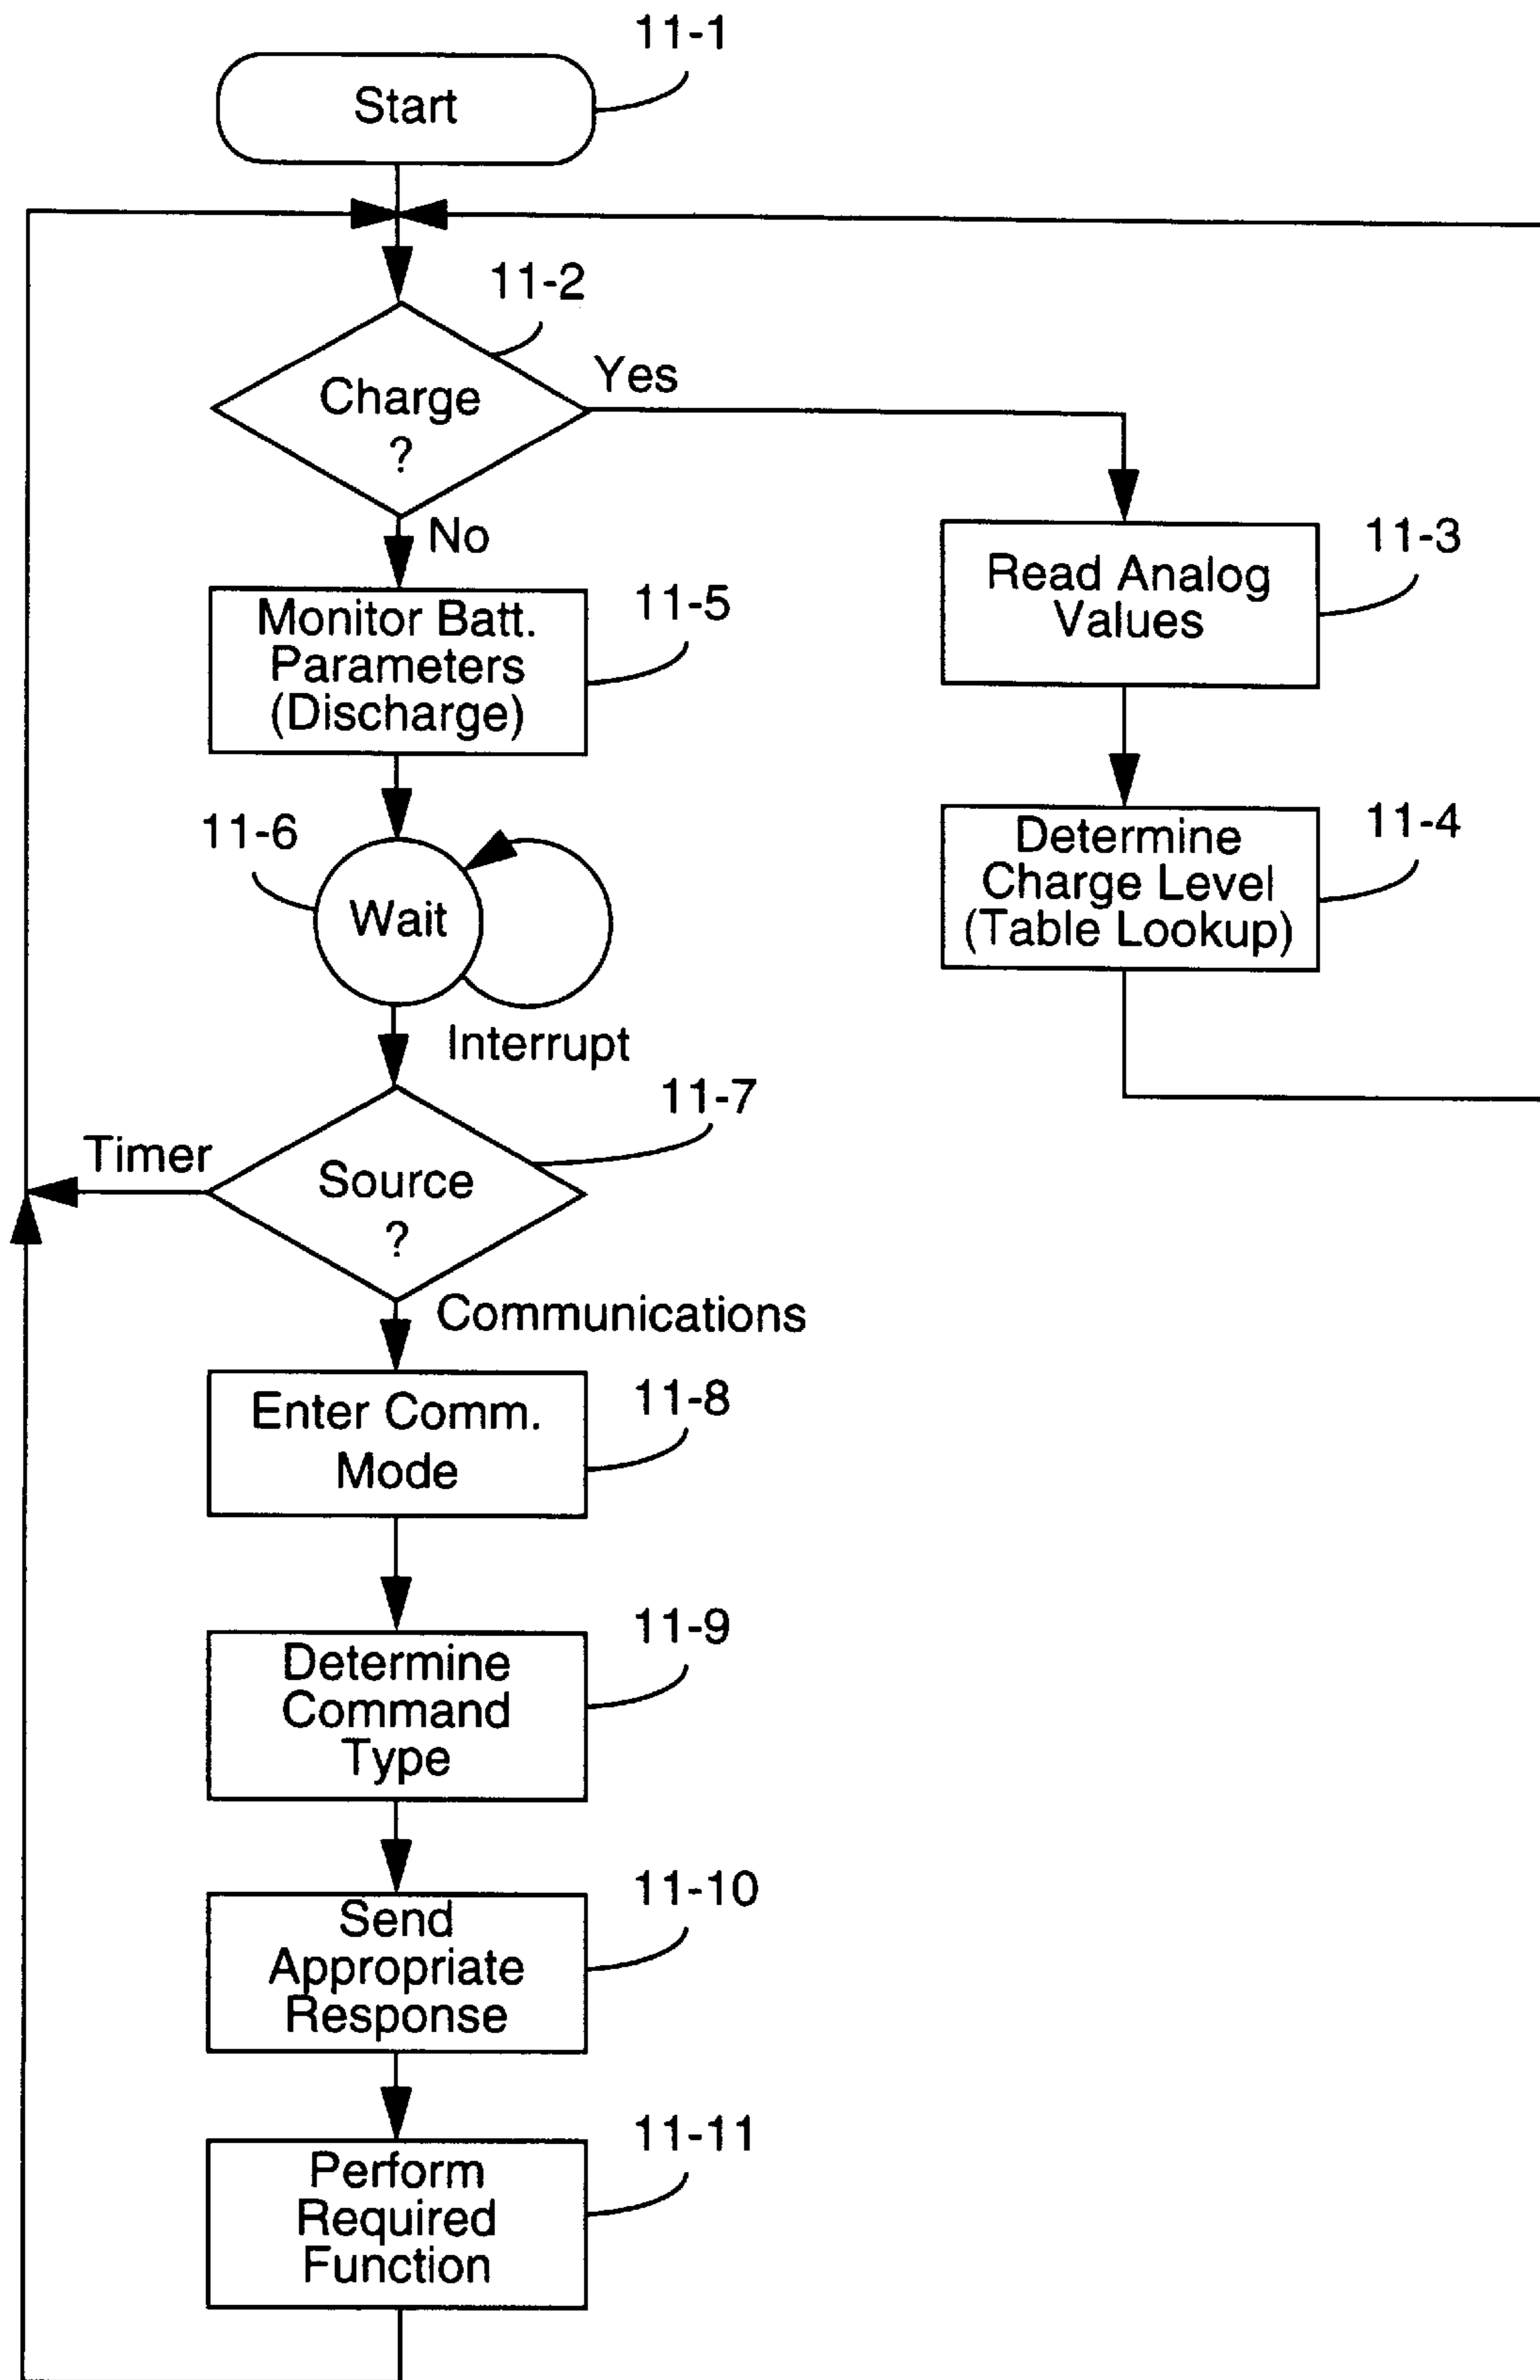 11-1
Start
11-2
Charge
?
Yes
No
11-3
Read Analog
Values
11-5
Monitor Batt.
Parameters
(Discharge)
11-4
Determine
Charge Level
(Table Lookup)
11-6
Wait
Interrupt
11-7
Timer
Source
?
Communications
11-8
Enter Comm.
Mode
11-9
Determine
Command
Type
11-10
Send
Appropriate
Response
11-11
Perform
Required
Function